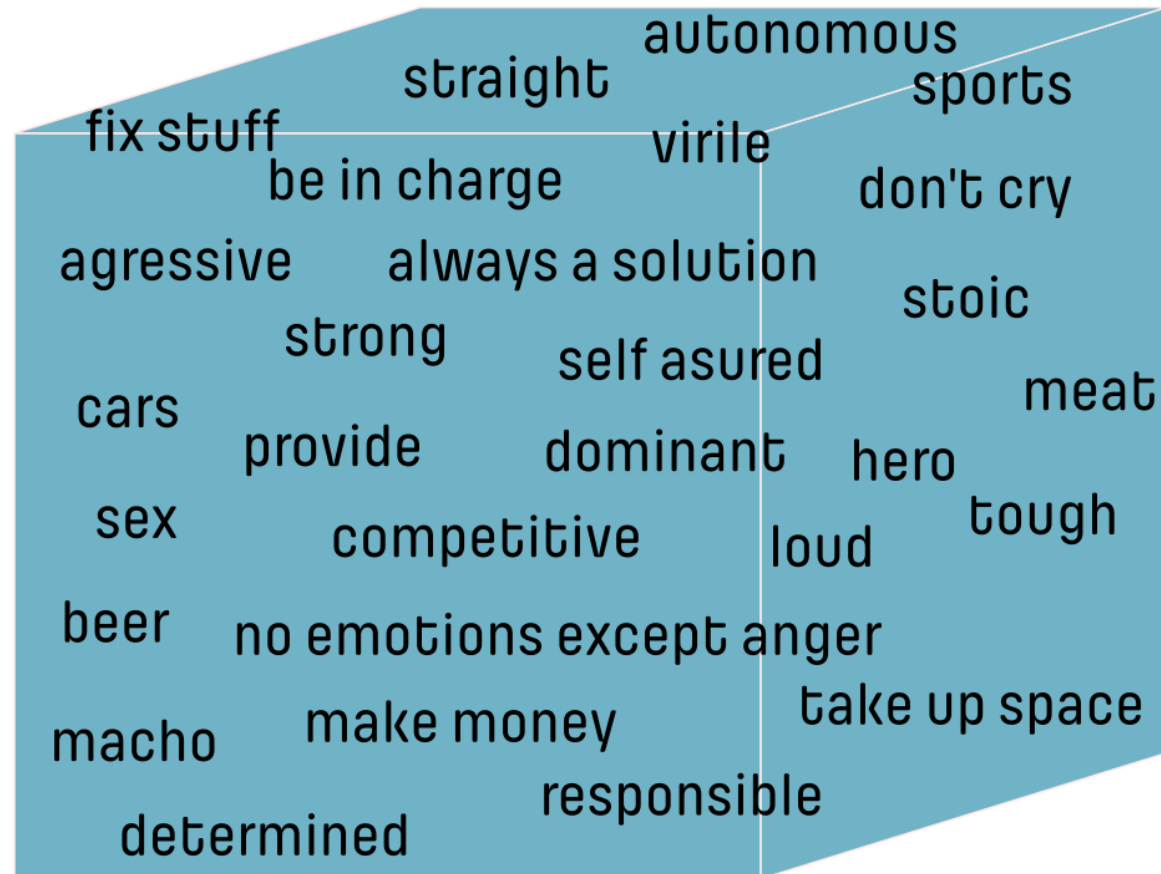 autonomous
straight
sports
fix stuff
virile
be in charge
don't cry
agressive
always a solution
stoic
strong
self asured
meat
cars
provide
dominant
hero
sex
competitive
loud
tough
beer
no emotions except anger
take up space
macho
make money
responsible
determined